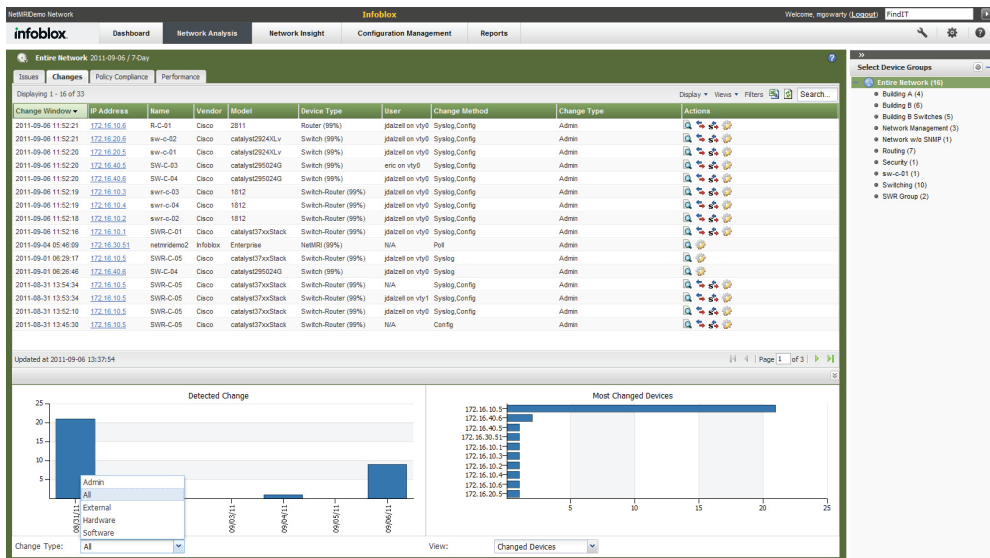 NetMRIDemo Network Infoblox Welcome, mgowarty (Logout) FindIT
Infoblox Dashboard Network Analysis Network Insight Configuration Management Reports
Entire Network 2011-09-06 / 7-Day
Issues Changes Policy Compliance Performance
Displaying 1 - 16 of 33 Display Views Filters Search...
Change Window IP Address Name Vendor Model Device Type User Change Method Change Type Actions
2011-09-06 11:52:21 172.16.10.6 R-C-01 Cisco 2811 Router (99%) jdalzell on vty0 Syslog,Config Admin
2011-09-06 11:52:21 172.16.20.6 sw-c-02 Cisco catalyst2924XLv Switch (99%) jdalzell on vty0 Syslog,Config Admin
2011-09-06 11:52:20 172.16.20.5 sw-c-01 Cisco catalyst2924XLv Switch (99%) jdalzell on vty0 Syslog,Config Admin
2011-09-06 11:52:20 172.16.40.5 SW-C-03 Cisco catalyst295024G Switch (99%) eric on vty0 Syslog,Config Admin
2011-09-06 11:52:20 172.16.40.6 SW-C-04 Cisco catalyst295024G Switch (99%) jdalzell on vty0 Syslog,Config Admin
2011-09-06 11:52:19 172.16.10.3 swr-c-03 Cisco 1812 Switch-Router (99%) jdalzell on vty0 Syslog,Config Admin
2011-09-06 11:52:19 172.16.10.4 swr-c-04 Cisco 1812 Switch-Router (99%) jdalzell on vty0 Syslog,Config Admin
2011-09-06 11:52:18 172.16.10.2 swr-c-02 Cisco 1812 Switch-Router (99%) jdalzell on vty0 Syslog,Config Admin
2011-09-06 11:52:16 172.16.10.1 SWR-C-01 Cisco catalyst37xxStack Switch-Router (99%) jdalzell on vty0 Syslog,Config Admin
2011-09-04 05:46:09 172.16.30.51 netmridemo2 Infoblox Enterprise NetMRI (99%) N/A Poll Admin
2011-09-01 06:29:17 172.16.10.5 SWR-C-05 Cisco catalyst37xxStack Switch-Router (99%) jdalzell on vty0 Syslog Admin
2011-09-01 06:26:46 172.16.40.6 SW-C-04 Cisco catalyst295024G Switch (99%) jdalzell on vty0 Syslog Admin
2011-08-31 13:54:34 172.16.10.5 SWR-C-05 Cisco catalyst37xxStack Switch-Router (99%) N/A Syslog,Config Admin
2011-08-31 13:53:34 172.16.10.5 SWR-C-05 Cisco catalyst37xxStack Switch-Router (99%) jdalzell on vty1 Syslog,Config Admin
2011-08-31 13:52:10 172.16.10.5 SWR-C-05 Cisco catalyst37xxStack Switch-Router (99%) jdalzell on vty0 Syslog,Config Admin
2011-08-31 13:45:30 172.16.10.5 SWR-C-05 Cisco catalyst37xxStack Switch-Router (99%) N/A Config Admin
Updated at 2011-09-06 13:37:54 Page 1 of 3
Select Device Groups
Entire Network (16)
Building A (4)
Building B (6)
Building B Switches (5)
Network Management (3)
Network w/o SNMP (1)
Routing (7)
Security (1)
sw-c-01 (1)
Switching (10)
SWR Group (2)
Detected Change
25
20
15
10
5
08/31/11 09/03/11 09/04/11 09/05/11 09/06/11
Admin
All
External
Hardware
Software
Change Type: All
Most Changed Devices
172.16.10.5
172.16.40.6
172.16.40.5
172.16.30.51
172.16.10.1
172.16.10.3
172.16.10.2
172.16.10.4
172.16.10.6
172.16.20.5
5 10 15 20 25
View: Changed Devices